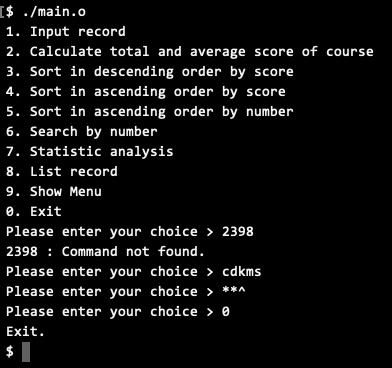 $ ./main.o
1. Input record
2. Calculate total and average score of course
3. Sort in descending order by score
4. Sort in ascending order by score
5. Sort in ascending order by number
6. Search by number
7. Statistic analysis
8. List record
9. Show Menu
0. Exit
Please enter your choice > 2398
2398 : Command not found.
Please enter your choice > cdkms
Please enter your choice > **^
Please enter your choice > 0
Exit.
$